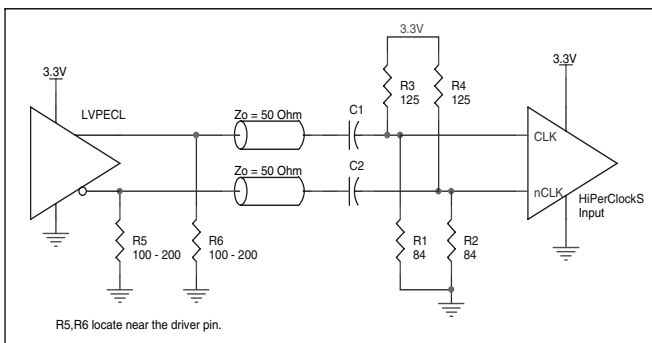 3.3V
3.3V
3.3V
R3
125
R4
125
LVPECL
Zo = 50 Ohm
C1
CLK
Zo = 50 Ohm
C2
nCLK
HiPerClockS
Input
R5
100 - 200
R6
100 - 200
R1
84
R2
84
R5,R6 locate near the driver pin.